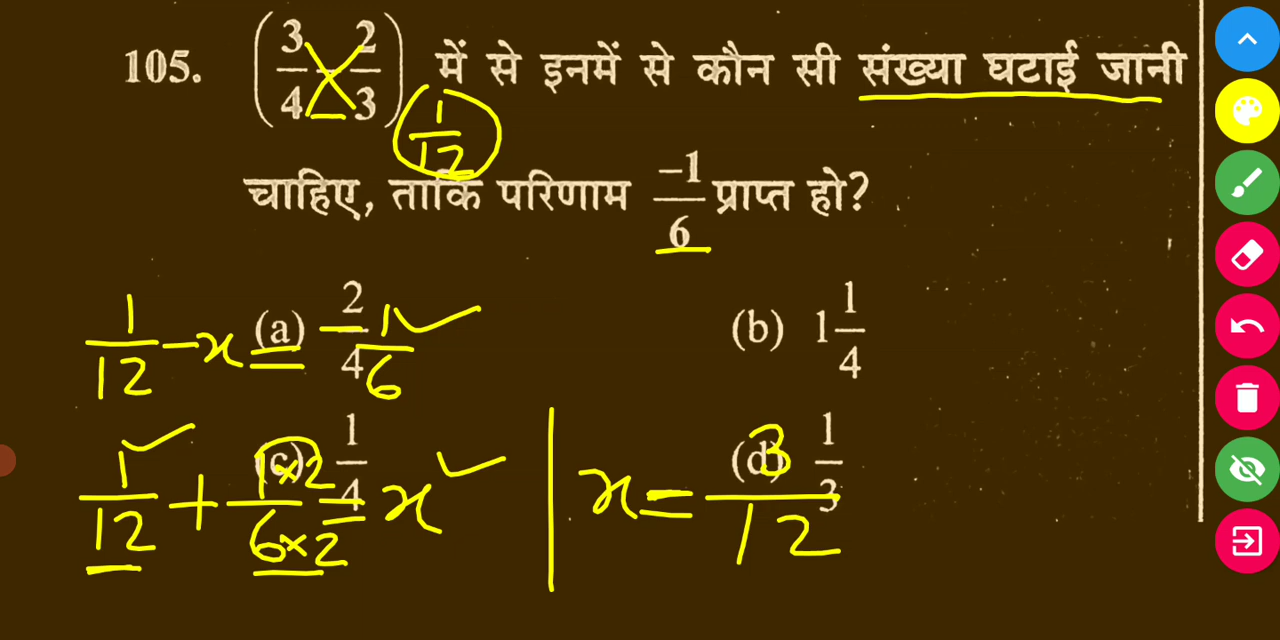 105. (3/4 - 2/3) में से इनमें से कौन सी संख्या घटाई जानी
1/12
चाहिए, ताकि परिणाम -1/6 प्राप्त हो?
(a) 2/4 (b) 1 1/4
1/12 - x = -1/6
(c) 1/4 (d) 1/3
1/12 + 1×2/6×2 = x x = 3/12